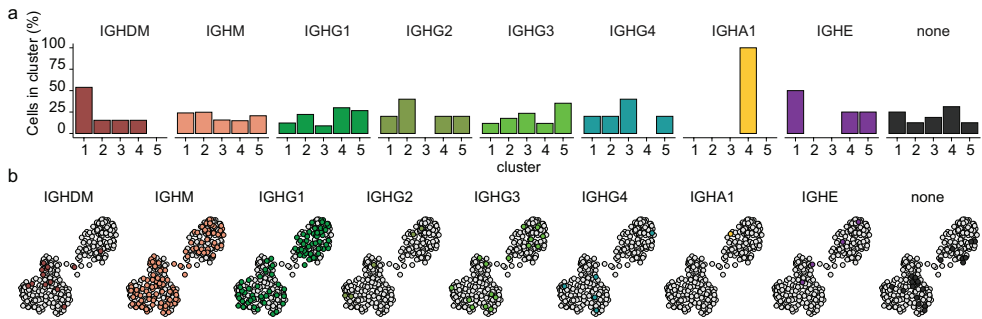 a
IGHDM IGHM IGHG1 IGHG2 IGHG3 IGHG4 IGHA1 IGHE none
Cells in cluster (%)
100
75
50
25
0
1 2 3 4 5 1 2 3 4 5 1 2 3 4 5 1 2 3 4 5 1 2 3 4 5 1 2 3 4 5 1 2 3 4 5 1 2 3 4 5 1 2 3 4 5
cluster
b
IGHDM IGHM IGHG1 IGHG2 IGHG3 IGHG4 IGHA1 IGHE none